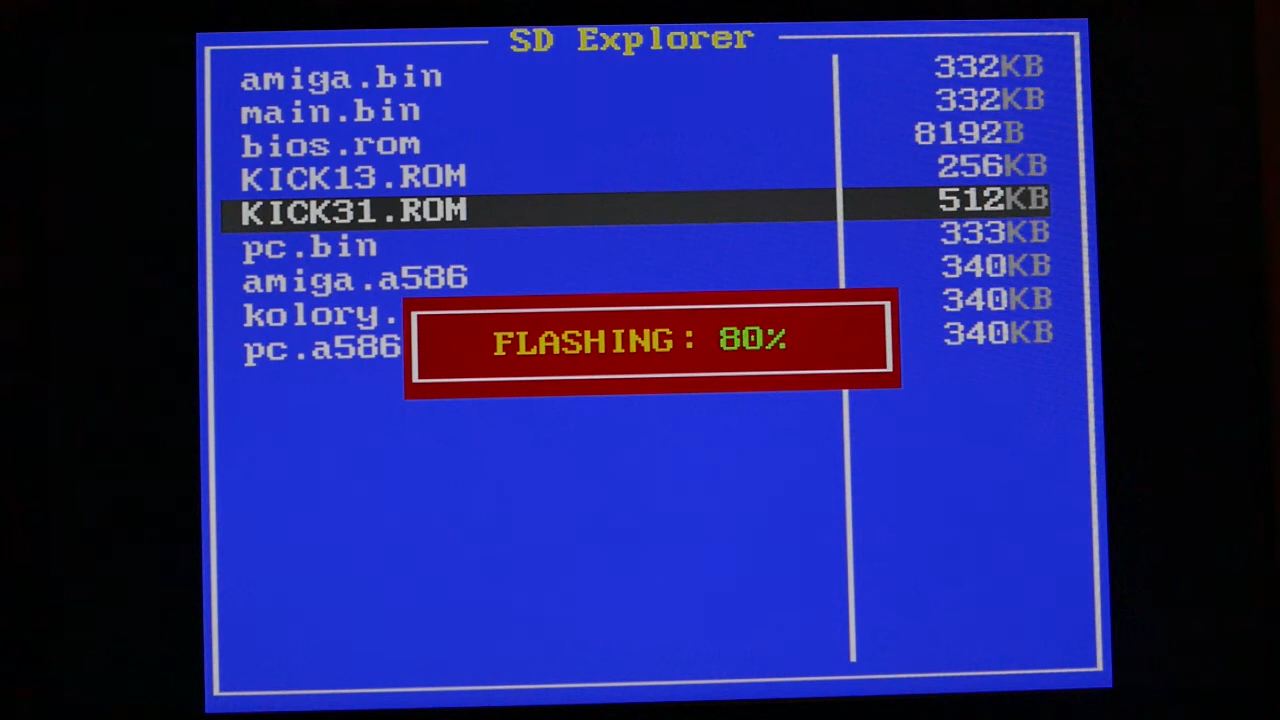 SD Explorer
amiga.bin 332KB
main.bin 332KB
bios.rom 8192B
KICK13.ROM 256KB
KICK31.ROM 512KB
pc.bin 333KB
amiga.a586 340KB
kolory. 340KB
pc.a586 340KB
FLASHING: 80%